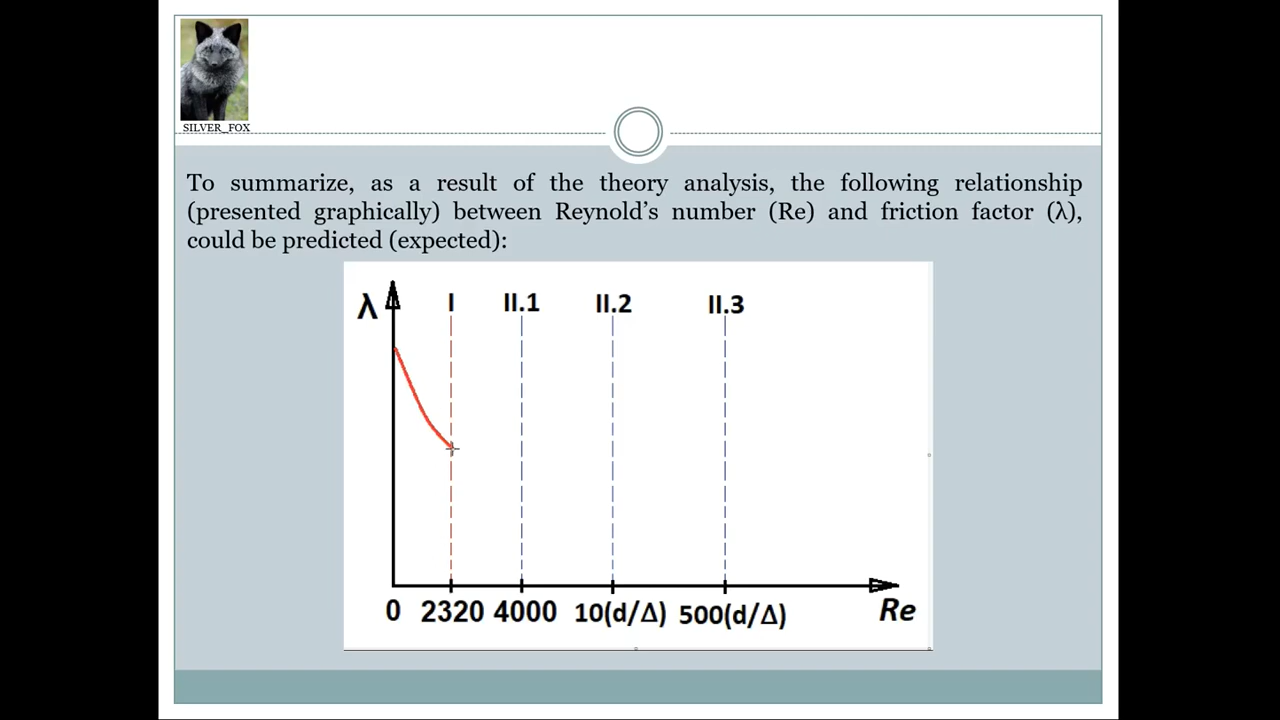 SILVER_FOX
To summarize, as a result of the theory analysis, the following relationship
(presented graphically) between Reynold’s number (Re) and friction factor (λ),
could be predicted (expected):
λ I II.1 II.2 II.3
0 2320 4000 10(d/Δ) 500(d/Δ) Re